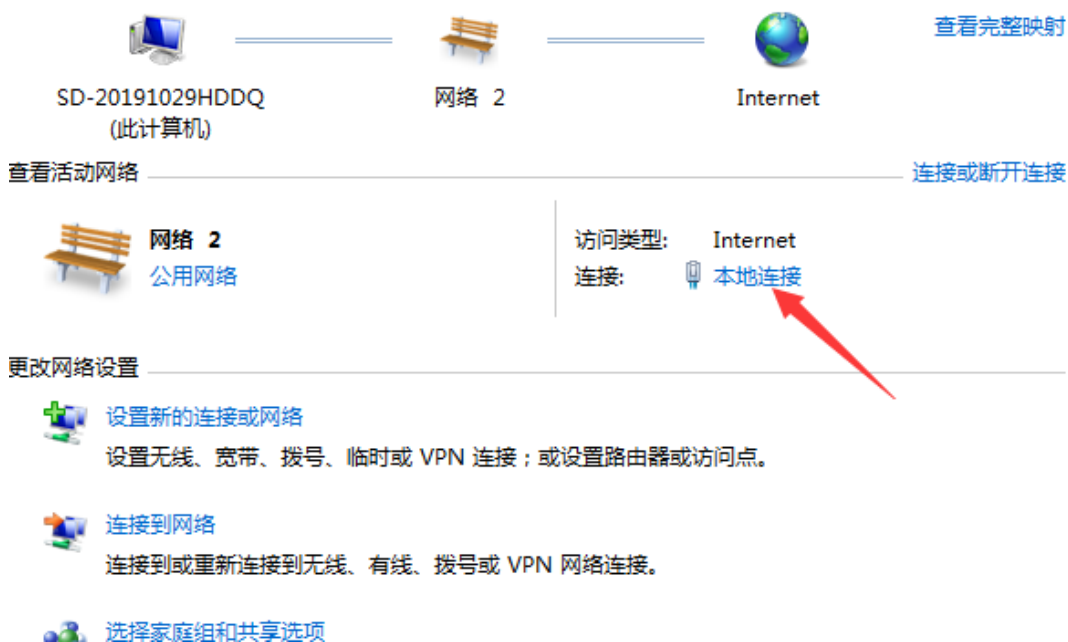 查看完整映射
SD-20191029HDDQ
(此计算机)
网络 2
Internet
查看活动网络
连接或断开连接
网络 2
公用网络
访问类型: Internet
连接: 本地连接
更改网络设置
设置新的连接或网络
设置无线、宽带、拨号、临时或 VPN 连接；或设置路由器或访问点。
连接到网络
连接到或重新连接到无线、有线、拨号或 VPN 网络连接。
选择家庭组和共享选项